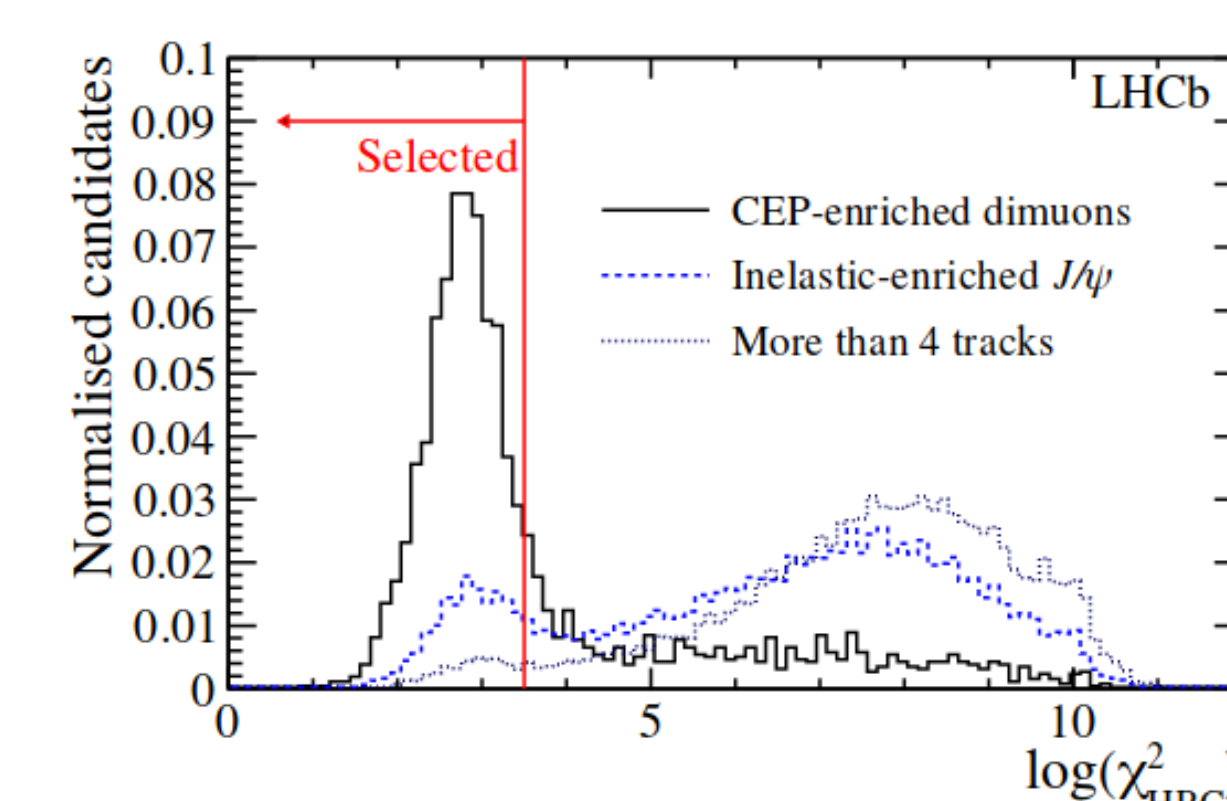 Normalised candidates
0.1
0.09
0.08
0.07
0.06
0.05
0.04
0.03
0.02
0.01
0
LHCb
Selected
CEP-enriched dimuons
Inelastic-enriched J/ψ
More than 4 tracks
0 5 10
log(χ²